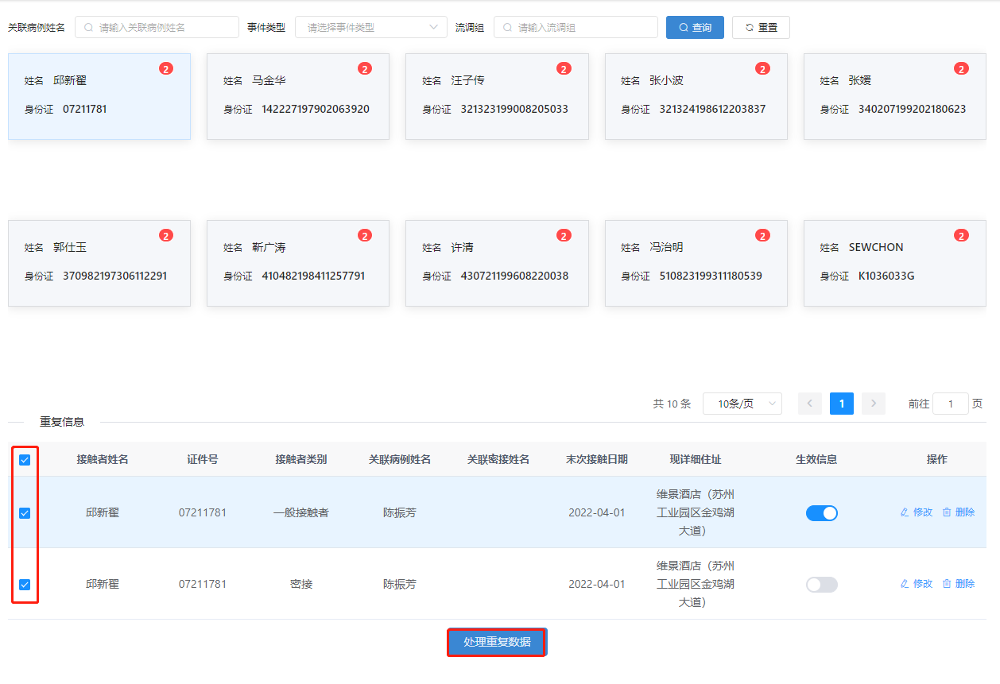 关联病例姓名 请输入关联病例姓名 事件类型 请选择事件类型 流调组 请输入流调组 查询 重置
2 2 2 2 2
姓名 邱新翟 姓名 马金华 姓名 汪子传 姓名 张小波 姓名 张媛
身份证 07211781 身份证 142227197902063920 身份证 321323199008205033 身份证 321324198612203837 身份证 340207199202180623
2 2 2 2 2
姓名 郭仕玉 姓名 靳广涛 姓名 许清 姓名 冯治明 姓名 SEWCHON
身份证 370982197306112291 身份证 410482198411257791 身份证 430721199608220038 身份证 510823199311180539 身份证 K1036033G
共 10 条 10条/页 1 前往 1 页
重复信息
接触者姓名 证件号 接触者类别 关联病例姓名 关联密接姓名 末次接触日期 现详细住址 生效信息 操作
维景酒店（苏州
邱新翟 07211781 一般接触者 陈振芳 2022-04-01 工业园区金鸡湖 修改 删除
大道）
维景酒店（苏州
邱新翟 07211781 密接 陈振芳 2022-04-01 工业园区金鸡湖 修改 删除
大道）
处理重复数据